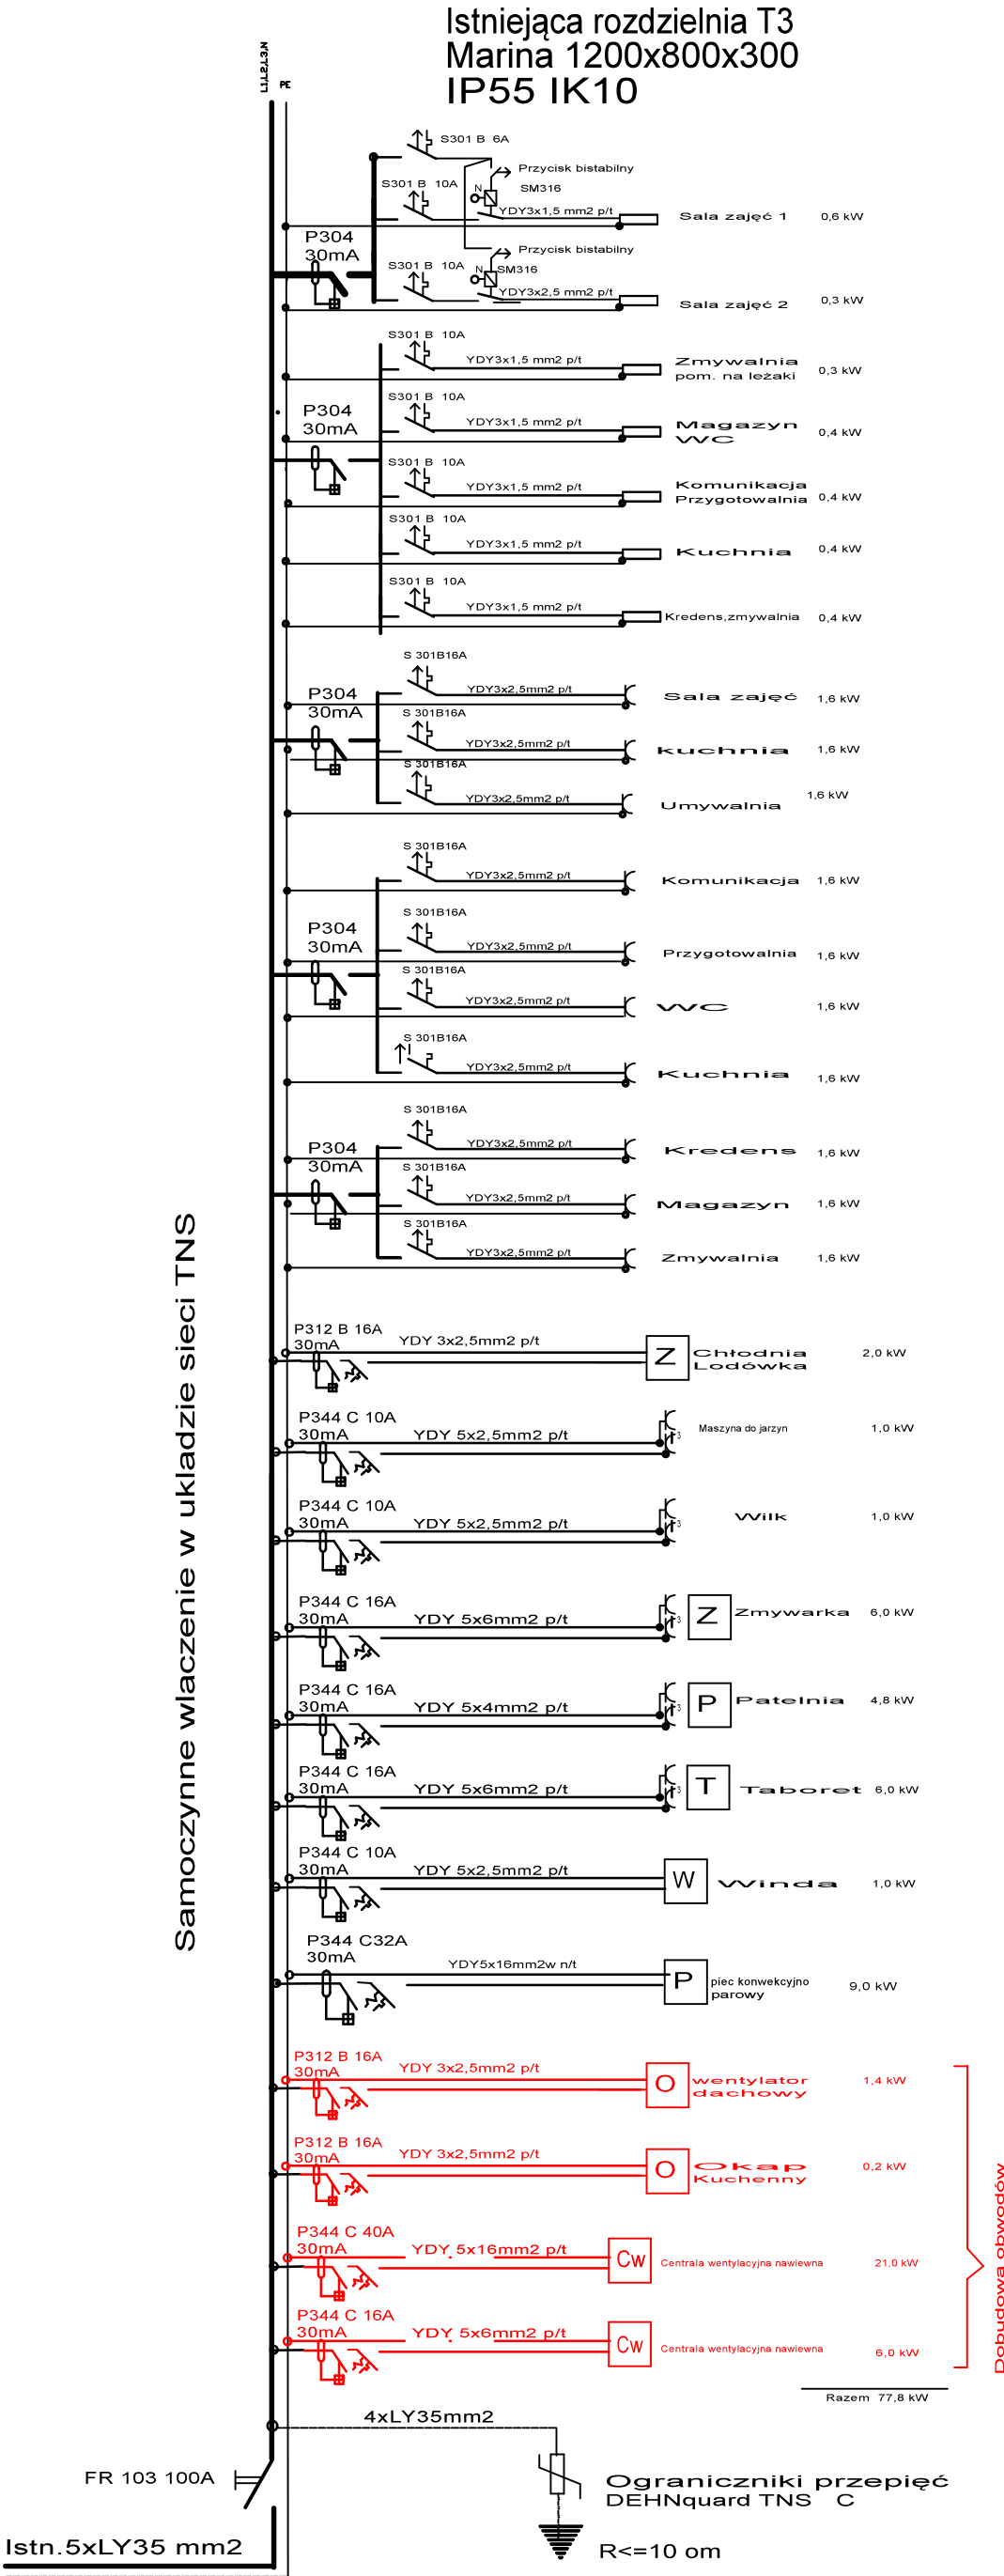 Istniejąca rozdzielnia T3
Marina 1200x800x300
IP55 IK10
L1,L2,L3,N
PE
S301 B 6A
Przycisk bistabilny
S301 B 10A
N
SM316
YDY3x1,5 mm2 p/t
Sala zajęć 1
0,6 kW
P304
30mA
Przycisk bistabilny
S301 B 10A
N
SM316
YDY3x2,5 mm2 p/t
Sala zajęć 2
0,3 kW
S301 B 10A
YDY3x1,5 mm2 p/t
Zmywalnia
pom. na leżaki
0,3 kW
S301 B 10A
P304
30mA
YDY3x1,5 mm2 p/t
Magazyn
WC
0,4 kW
S301 B 10A
YDY3x1,5 mm2 p/t
Komunikacja
Przygotowalnia
0,4 kW
S301 B 10A
YDY3x1,5 mm2 p/t
Kuchnia
0,4 kW
S301 B 10A
YDY3x1,5 mm2 p/t
Kredens,zmywalnia
0,4 kW
S 301B16A
P304
30mA
YDY3x2,5mm2 p/t
Sala zajęć
1,6 kW
S 301B16A
YDY3x2,5mm2 p/t
kuchnia
1,6 kW
S 301B16A
YDY3x2,5mm2 p/t
Umywalnia
1,6 kW
S 301B16A
YDY3x2,5mm2 p/t
Komunikacja
1,6 kW
S 301B16A
P304
30mA
YDY3x2,5mm2 p/t
Przygotowalnia
1,6 kW
S 301B16A
YDY3x2,5mm2 p/t
WC
1,6 kW
S 301B16A
YDY3x2,5mm2 p/t
Kuchnia
1,6 kW
S 301B16A
P304
30mA
YDY3x2,5mm2 p/t
Kredens
1,6 kW
S 301B16A
YDY3x2,5mm2 p/t
Magazyn
1,6 kW
S 301B16A
YDY3x2,5mm2 p/t
Zmywalnia
1,6 kW
Samoczynne wlaczenie w ukladzie sieci TNS
P312 B 16A
30mA
YDY 3x2,5mm2 p/t
Z
Chłodnia
Lodówka
2,0 kW
P344 C 10A
30mA
YDY 5x2,5mm2 p/t
3
Maszyna do jarzyn
1,0 kW
P344 C 10A
30mA
YDY 5x2,5mm2 p/t
3
Wilk
1,0 kW
P344 C 16A
30mA
YDY 5x6mm2 p/t
3
Z
Zmywarka
6,0 kW
P344 C 16A
30mA
YDY 5x4mm2 p/t
3
P
Patelnia
4,8 kW
P344 C 16A
30mA
YDY 5x6mm2 p/t
3
T
Taboret
6,0 kW
P344 C 10A
30mA
YDY 5x2,5mm2 p/t
W
Winda
1,0 kW
P344 C32A
30mA
YDY5x16mm2w n/t
P
piec konwekcyjno
parowy
9,0 kW
P312 B 16A
30mA
YDY 3x2,5mm2 p/t
O
wentylator
dachowy
1,4 kW
P312 B 16A
30mA
YDY 3x2,5mm2 p/t
O
Okap
Kuchenny
0,2 kW
P344 C 40A
30mA
YDY 5x16mm2 p/t
Cw
Centrala wentylacyjna nawiewna
21,0 kW
P344 C 16A
30mA
YDY 5x6mm2 p/t
Cw
Centrala wentylacyjna nawiewna
6,0 kW
Dobudowa obwodów
Razem 77,8 kW
4xLY35mm2
FR 103 100A
Ograniczniki przepięć
DEHNquard TNS C
Istn.5xLY35 mm2
R<=10 om